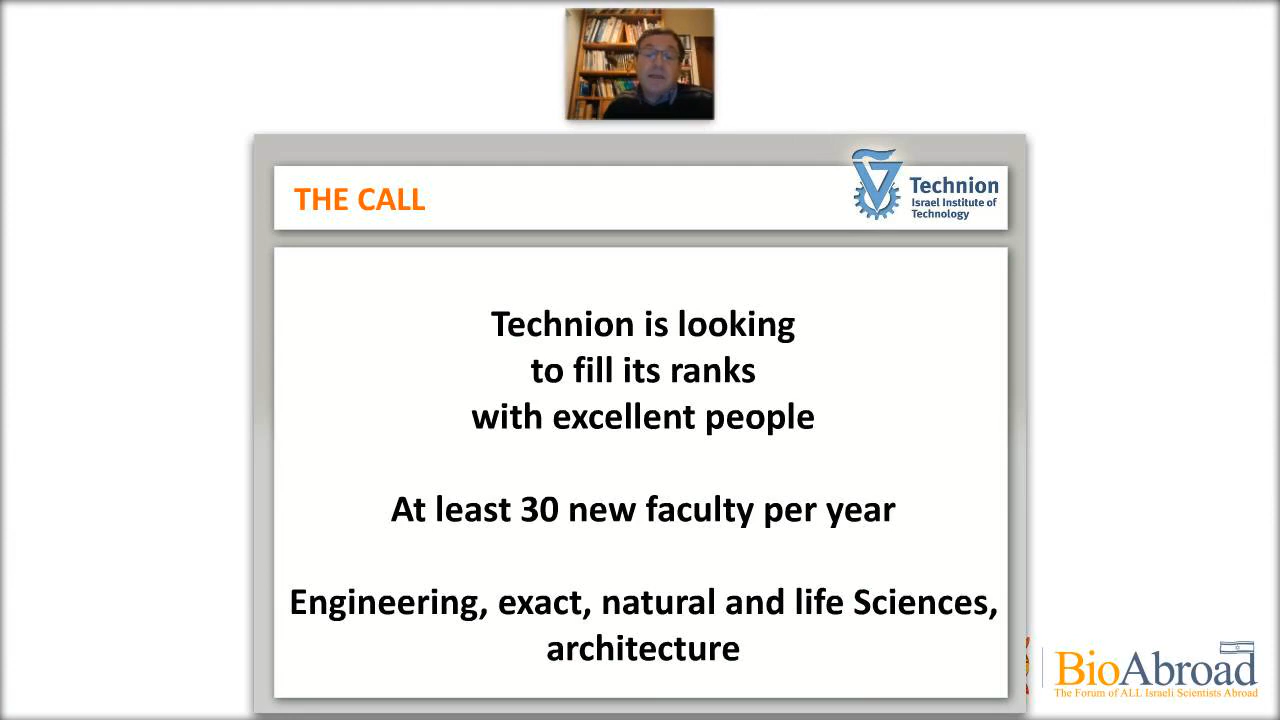 THE CALL
Technion
Israel Institute of
Technology
Technion is looking
to fill its ranks
with excellent people
At least 30 new faculty per year
Engineering, exact, natural and life Sciences,
architecture
BioAbroad
The Forum of ALL Israeli Scientists Abroad